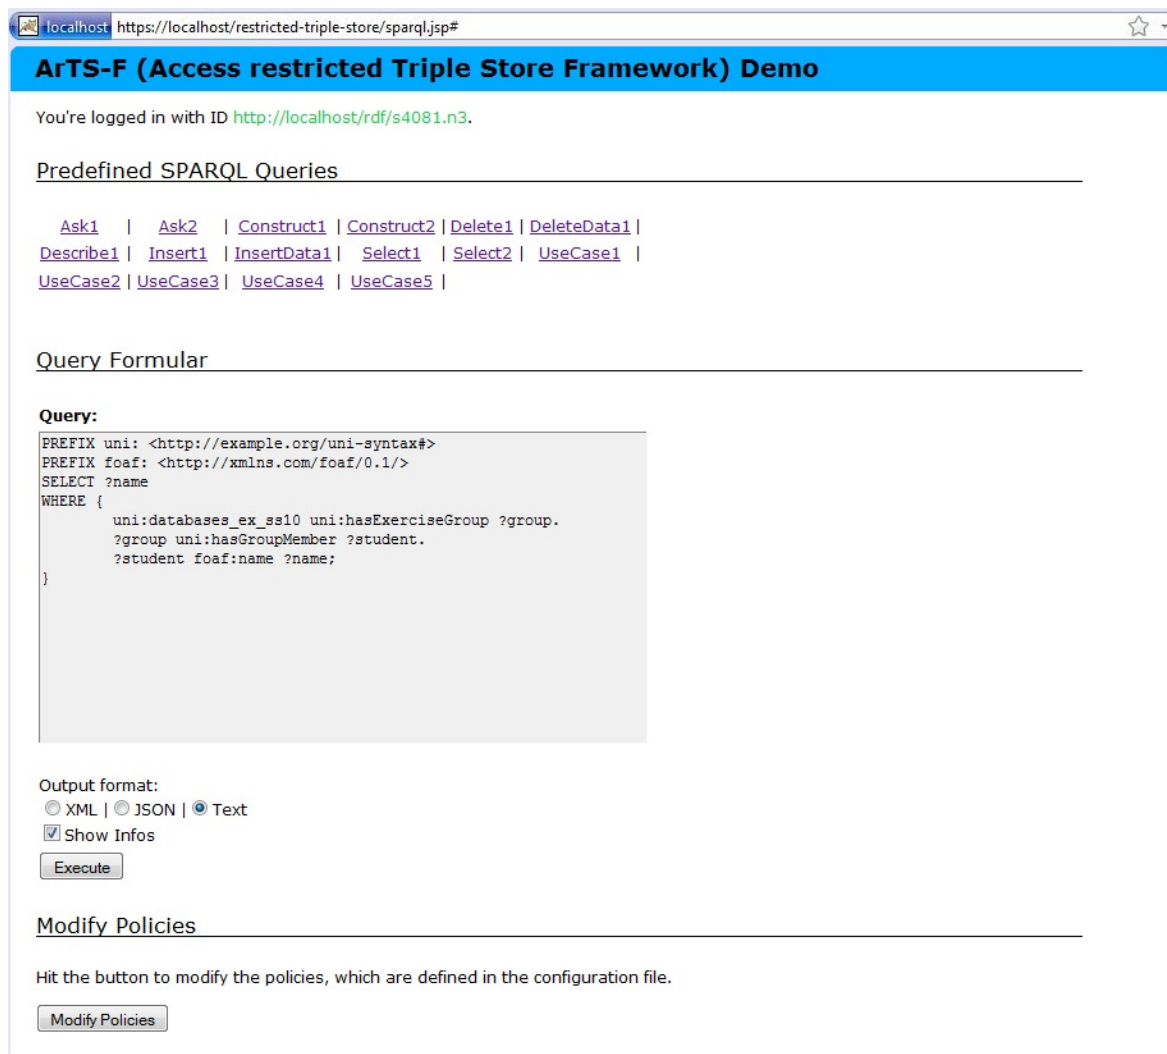 localhost https://localhost/restricted-triple-store/sparql.jsp#
ArTS-F (Access restricted Triple Store Framework) Demo
You're logged in with ID http://localhost/rdf/s4081.n3.
Predefined SPARQL Queries
Ask1 | Ask2 | Construct1 | Construct2 | Delete1 | DeleteData1 |
Describe1 | Insert1 | InsertData1 | Select1 | Select2 | UseCase1 |
UseCase2 | UseCase3 | UseCase4 | UseCase5 |
Query Formular
Query:
PREFIX uni: <http://example.org/uni-syntax#>
PREFIX foaf: <http://xmlns.com/foaf/0.1/>
SELECT ?name
WHERE {
uni:databases_ex_ss10 uni:hasExerciseGroup ?group.
?group uni:hasGroupMember ?student.
?student foaf:name ?name;
}
Output format:
XML | JSON | Text
Show Infos
Execute
Modify Policies
Hit the button to modify the policies, which are defined in the configuration file.
Modify Policies